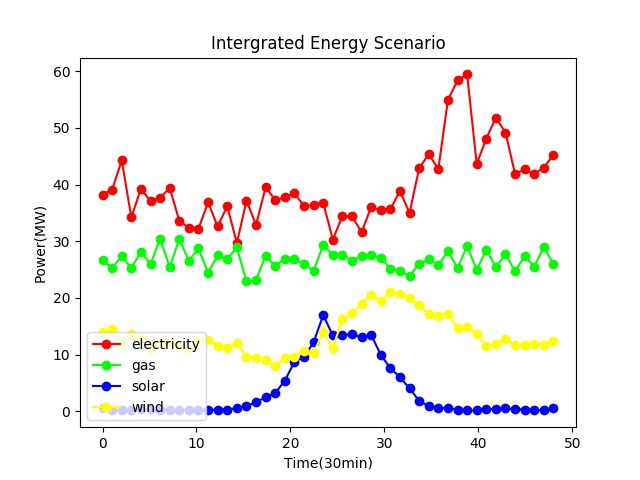 Intergrated Energy Scenario
Power(MW)
60
50
40
30
20
10
0
electricity
gas
solar
wind
0 10 20 30 40 50
Time(30min)